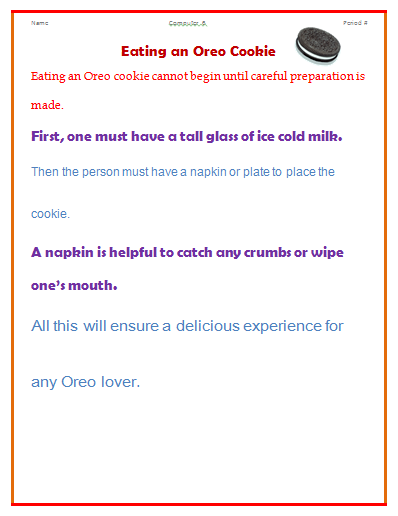 Name Computer 8, Period #
Eating an Oreo Cookie
Eating an Oreo cookie cannot begin until careful preparation is
made.
First, one must have a tall glass of ice cold milk.
Then the person must have a napkin or plate to place the
cookie.
A napkin is helpful to catch any crumbs or wipe
one's mouth.
All this will ensure a delicious experience for
any Oreo lover.